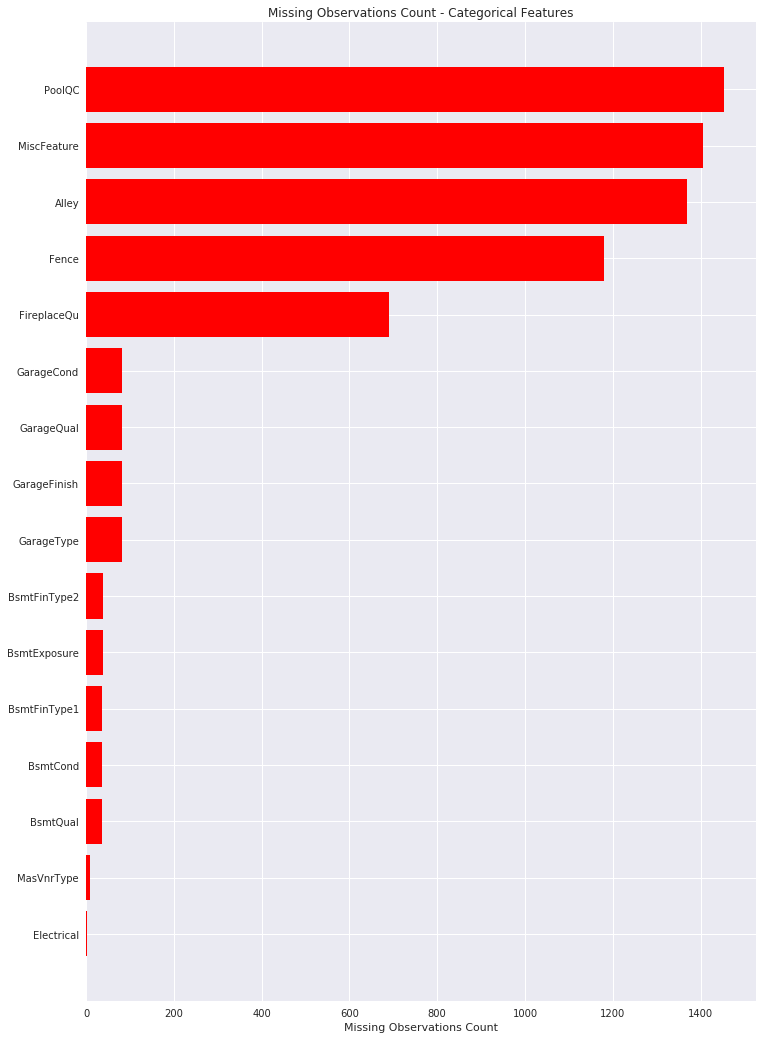 Missing Observations Count - Categorical Features
PoolQC
MiscFeature
Alley
Fence
FireplaceQu
GarageCond
GarageQual
GarageFinish
GarageType
BsmtFinType2
BsmtExposure
BsmtFinType1
BsmtCond
BsmtQual
MasVnrType
Electrical
0 200 400 600 800 1000 1200 1400
Missing Observations Count